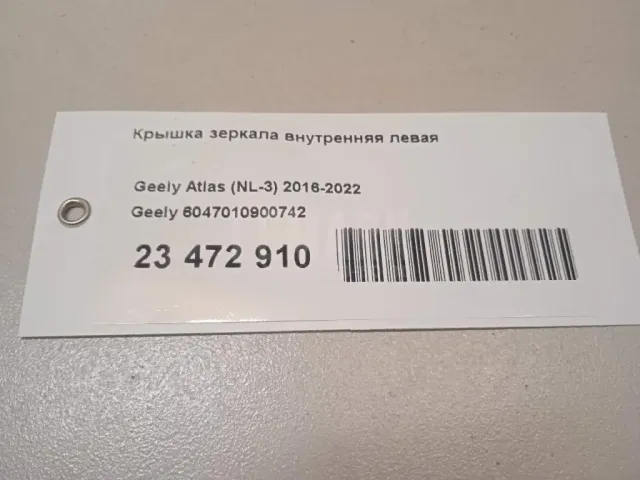 Крышка зеркала внутренняя левая
Geely Atlas (NL-3) 2016-2022
Geely 6047010900742
23 472 910